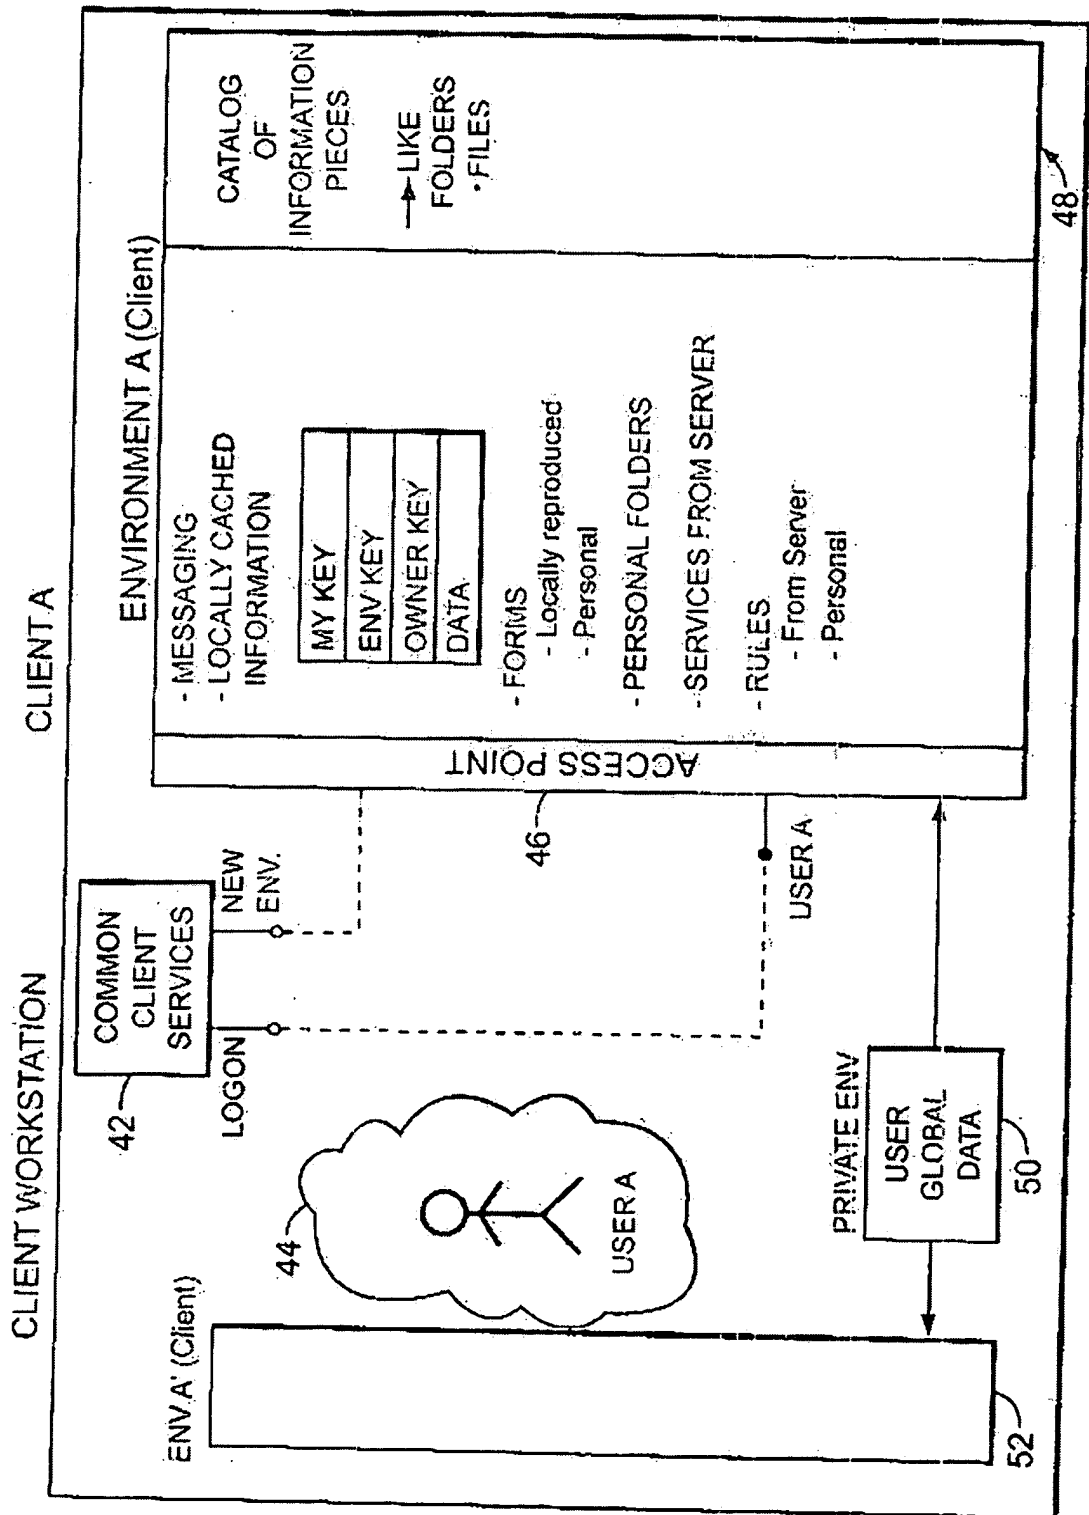 CLIENT WORKSTATION
CLIENT A
ENV A' (Client)
52
44
USER A
COMMON
CLIENT
SERVICES
42
LOGON
NEW
ENV.
PRIVATE ENV
USER
GLOBAL
DATA
50
USER A
46
ACCESS POINT
ENVIRONMENT A (Client)
- MESSAGING
- LOCALLY CACHED
INFORMATION
MY KEY
ENV KEY
OWNER KEY
DATA
- FORMS
- Locally reproduced
- Personal
- PERSONAL FOLDERS
- SERVICES FROM SERVER
- RULES
- From Server
- Personal
CATALOG
OF
INFORMATION
PIECES
→ LIKE
FOLDERS
• FILES
48